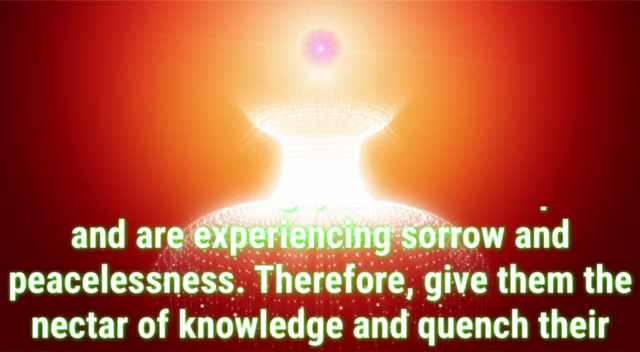 and are experiencing sorrow and
peacelessness. Therefore, give them the
nectar of knowledge and quench their